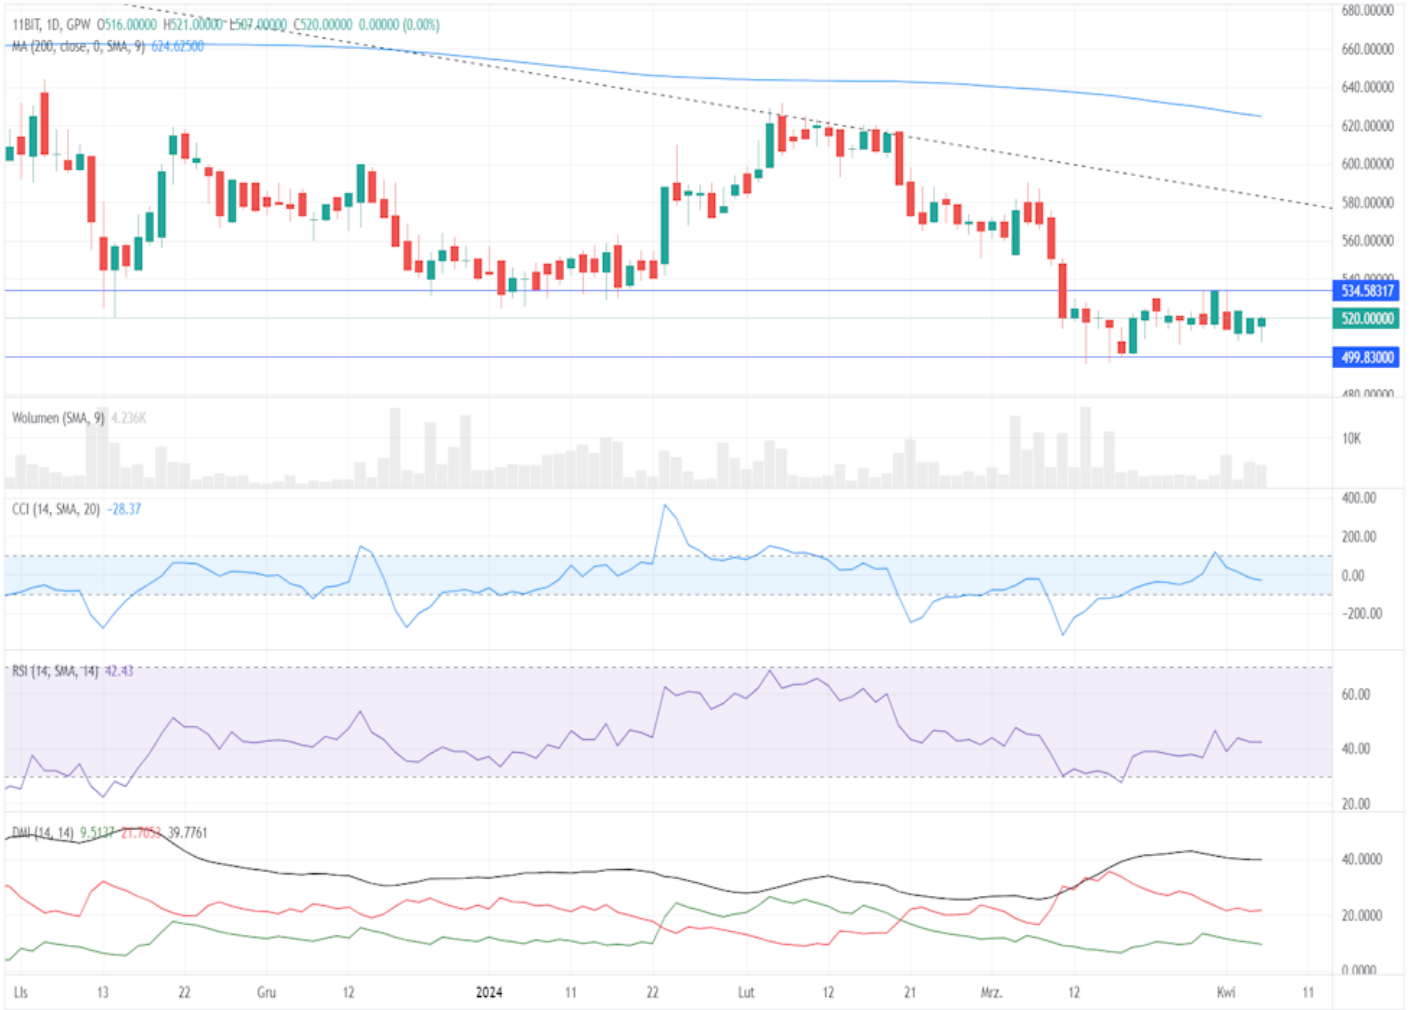 11BIT, 1D, GPW O516.00000 H521.00000 L507.00000 C520.00000 0.00000 (0.00%)
MA (200, close, 0, SMA, 9) 624.62500
680.00000
660.00000
640.00000
620.00000
600.00000
580.00000
560.00000
540.00000
534.58317
520.00000
499.83000
480.00000
Wolumen (SMA, 9) 4.236K
10K
CCI (14, SMA, 20) -28.37
400.00
200.00
0.00
-200.00
RSI (14, SMA, 14) 42.43
60.00
40.00
20.00
DMI (14, 14) 9.5137 21.7053 39.7761
40.0000
20.0000
0.0000
LIs 13 22 Gru 12 2024 11 22 Lut 12 21 Mrz. 12 Kwi 11